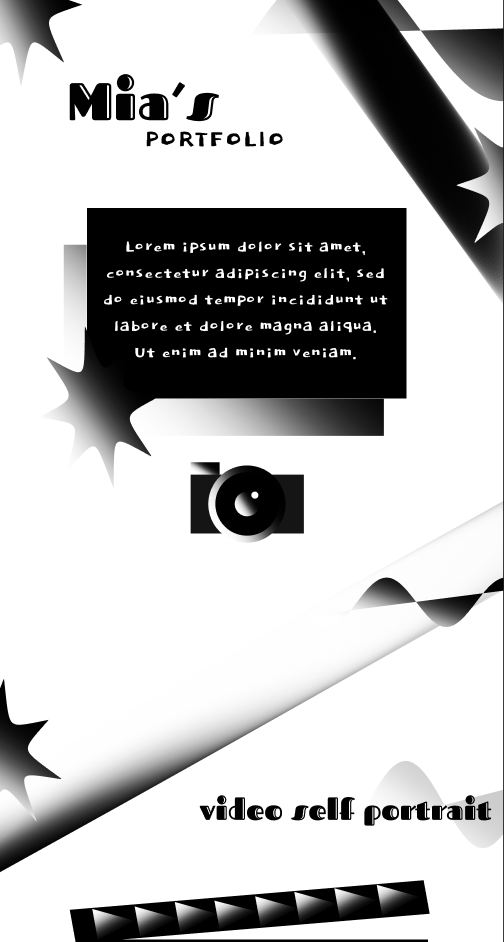 Mia's
PORTFOLIO
Lorem ipsum dolor sit amet,
consectetur adipiscing elit, sed
do eiusmod tempor incididunt ut
labore et dolore magna aliqua.
Ut enim ad minim veniam.
video self portrait